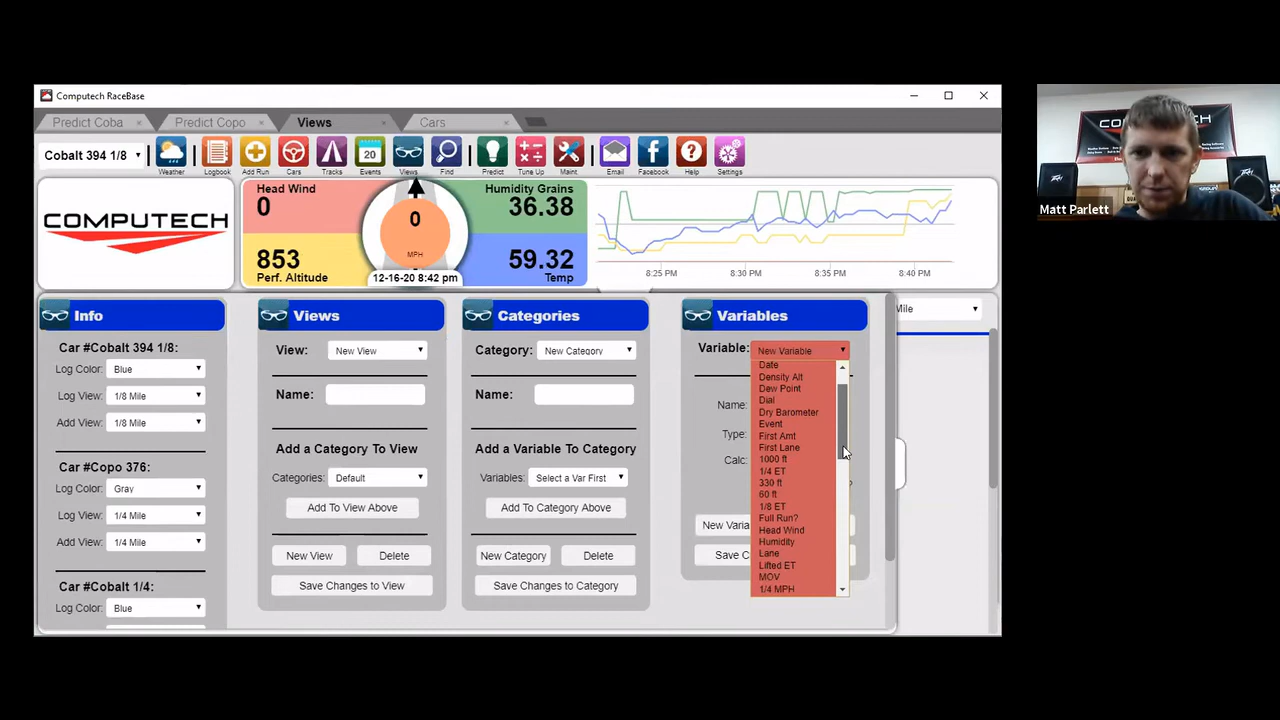 Computech RaceBase
Predict Coba
Predict Copo
Views
Cars
Cobalt 394 1/8
Weather
Logbook
Add Run
Cars
Tracks
20
Events
Views
Find
Predict
Tune Up
Maint
Email
Facebook
Help
Settings
COMPUTECH
Head Wind
0
853
Perf. Altitude
0
MPH
12-16-20 8:42 pm
Humidity Grains
36.38
59.32
Temp
8:25 PM
8:30 PM
8:35 PM
8:40 PM
Matt Parlett
Info
Car #Cobalt 394 1/8:
Log Color: Blue
Log View: 1/8 Mile
Add View: 1/8 Mile
Car #Copo 376:
Log Color: Gray
Log View: 1/4 Mile
Add View: 1/4 Mile
Car #Cobalt 1/4:
Log Color: Blue
Views
View: New View
Name:
Add a Category To View
Categories: Default
Add To View Above
New View
Delete
Save Changes to View
Categories
Category: New Category
Name:
Add a Variable To Category
Variables: Select a Var First
Add To Category Above
New Category
Delete
Save Changes to Category
Variables
Variable: New Variable
Name:
Type:
Calc:
New Varia
Save C
Date
Density Alt
Dew Point
Dial
Dry Barometer
Event
First Amt
First Lane
1000 ft
1/4 ET
330 ft
60 ft
1/8 ET
Full Run?
Head Wind
Humidity
Lane
Lifted ET
MOV
1/4 MPH
Mile